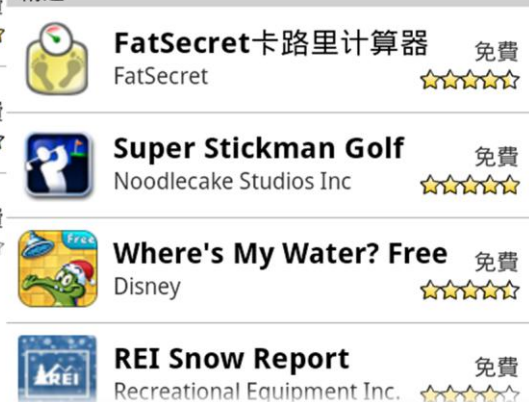 FatSecret卡路里计算器
免費
FatSecret
Super Stickman Golf
免費
Noodlecake Studios Inc
Where's My Water? Free
免費
Free
Disney
REI Snow Report
免費
REI
Recreational Equipment Inc.